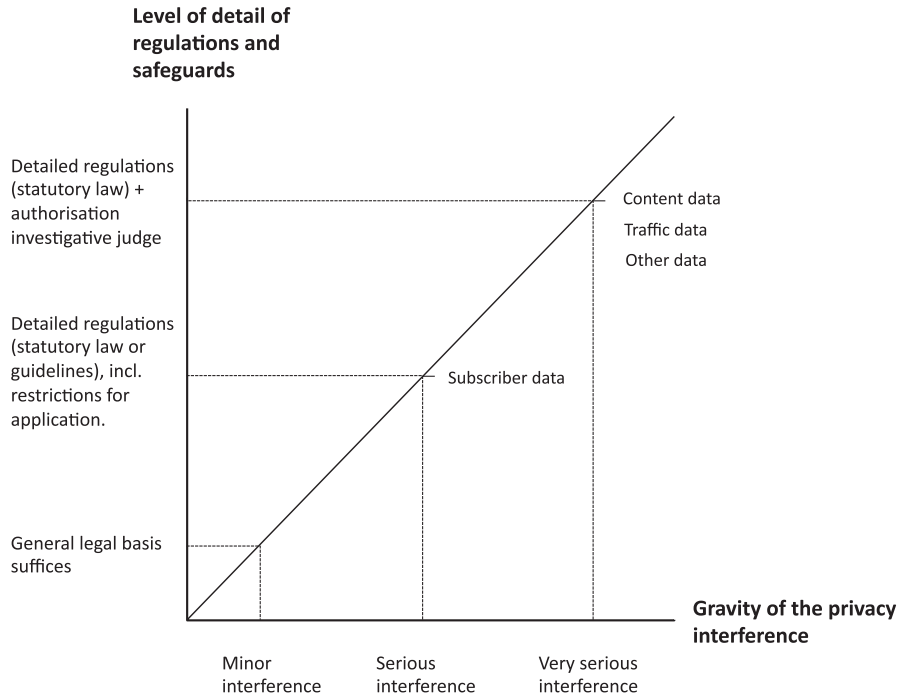 Level of detail of
regulations and
safeguards
Detailed regulations
(statutory law) +
authorisation
investigative judge
Content data
Traffic data
Other data
Detailed regulations
(statutory law or
guidelines), incl.
restrictions for
application.
Subscriber data
General legal basis
suffices
Gravity of the privacy
interference
Minor
interference
Serious
interference
Very serious
interference